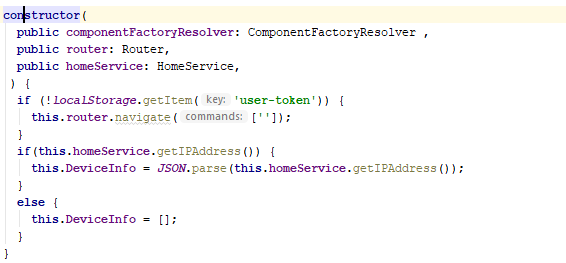 constructor(
  public componentFactoryResolver: ComponentFactoryResolver ,
  public router: Router,
  public homeService: HomeService,
 ) {
  if (!localStorage.getItem( key: 'user-token')) {
    this.router.navigate( commands: ['']);
  }
  if(this.homeService.getIPAddress()) {
    this.DeviceInfo = JSON.parse(this.homeService.getIPAddress());
  }
  else {
    this.DeviceInfo = [];
  }
}